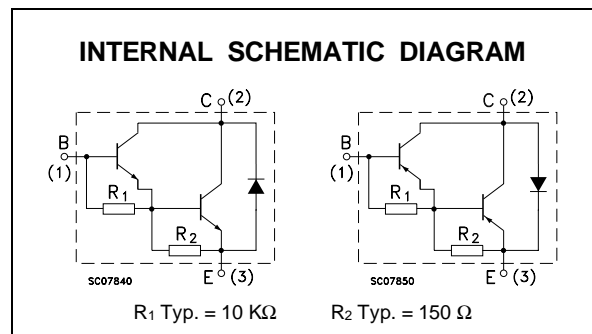 INTERNAL SCHEMATIC DIAGRAM
C (2)
B
(1)
R1
R2
E (3)
SC07840
C (2)
B
(1)
R1
R2
E (3)
SC07850
R1 Typ. = 10 KΩ R2 Typ. = 150 Ω